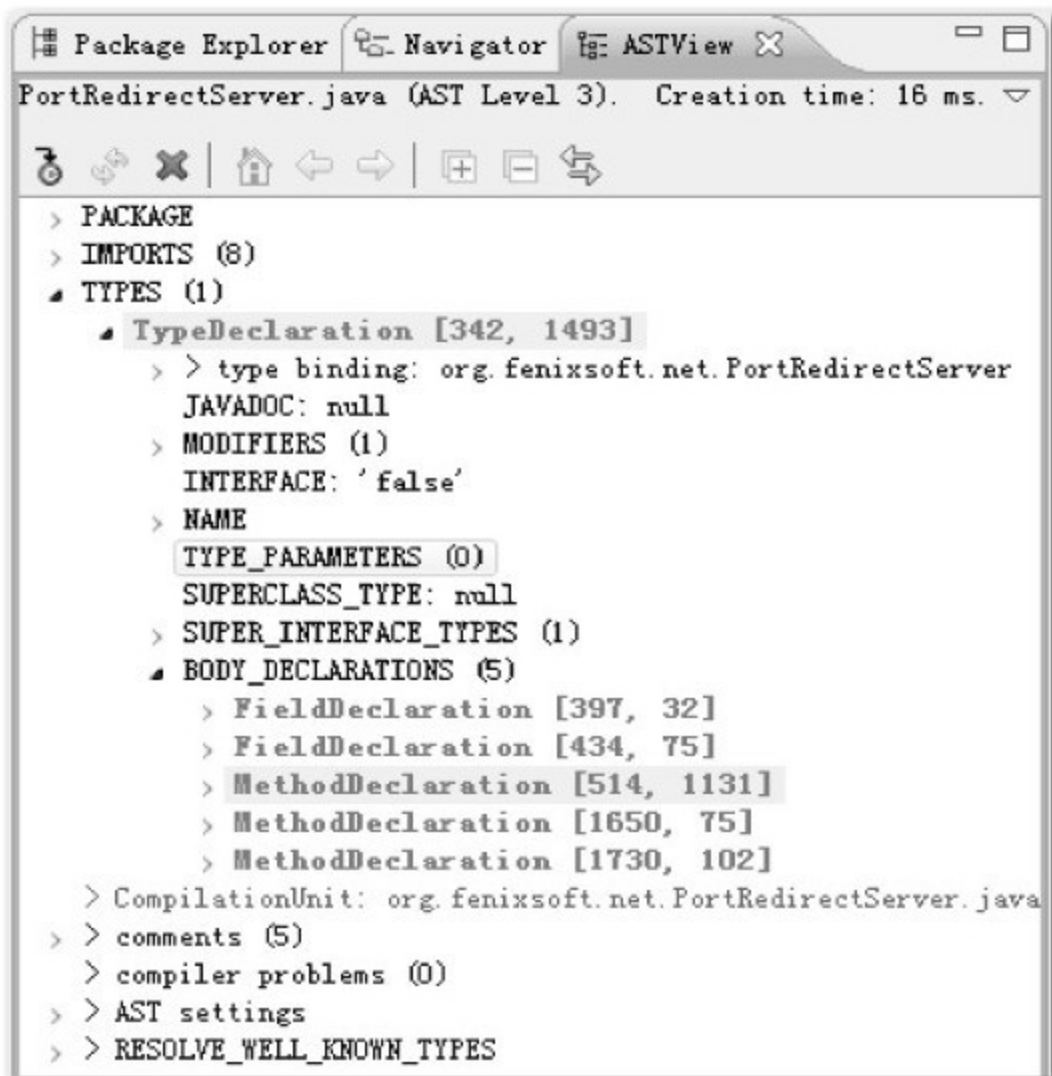 Package Explorer Navigator ASTView
PortRedirectServer.java (AST Level 3). Creation time: 16 ms.
PACKAGE
IMPORTS (8)
TYPES (1)
TypeDeclaration [342, 1493]
> type binding: org.fenixsoft.net.PortRedirectServer
JAVADOC: null
MODIFIERS (1)
INTERFACE: 'false'
NAME
TYPE_PARAMETERS (0)
SUPERCLASS_TYPE: null
SUPER_INTERFACE_TYPES (1)
BODY_DECLARATIONS (5)
FieldDeclaration [397, 32]
FieldDeclaration [434, 75]
MethodDeclaration [514, 1131]
MethodDeclaration [1650, 75]
MethodDeclaration [1730, 102]
> CompilationUnit: org.fenixsoft.net.PortRedirectServer.java
> comments (5)
> compiler problems (0)
> AST settings
> RESOLVE_WELL_KNOWN_TYPES